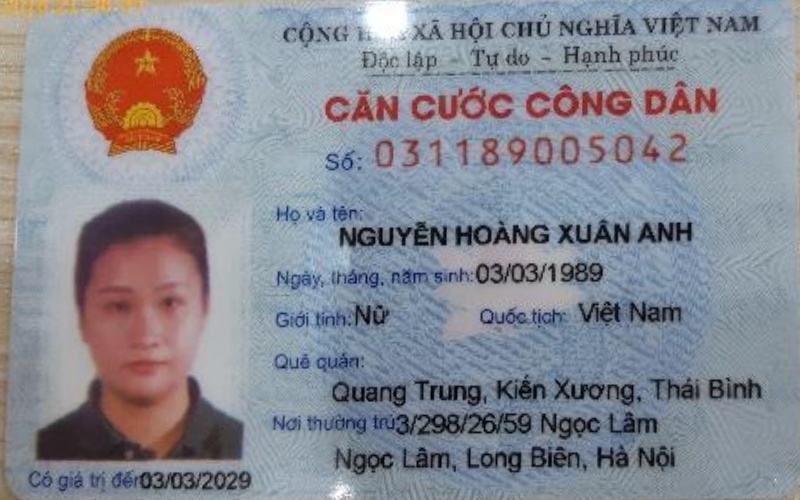 CỘNG HÒA XÃ HỘI CHỦ NGHĨA VIỆT NAM
Độc lập - Tự do - Hạnh phúc
CĂN CƯỚC CÔNG DÂN
Số: 031189005042
Họ và tên:
NGUYỄN HOÀNG XUÂN ANH
Ngày, tháng, năm sinh: 03/03/1989
Giới tính: Nữ Quốc tịch: Việt Nam
Quê quán:
Quang Trung, Kiến Xương, Thái Bình
Nơi thường trú: 3/298/26/59 Ngọc Lâm
Ngọc Lâm, Long Biên, Hà Nội
Có giá trị đến: 03/03/2029